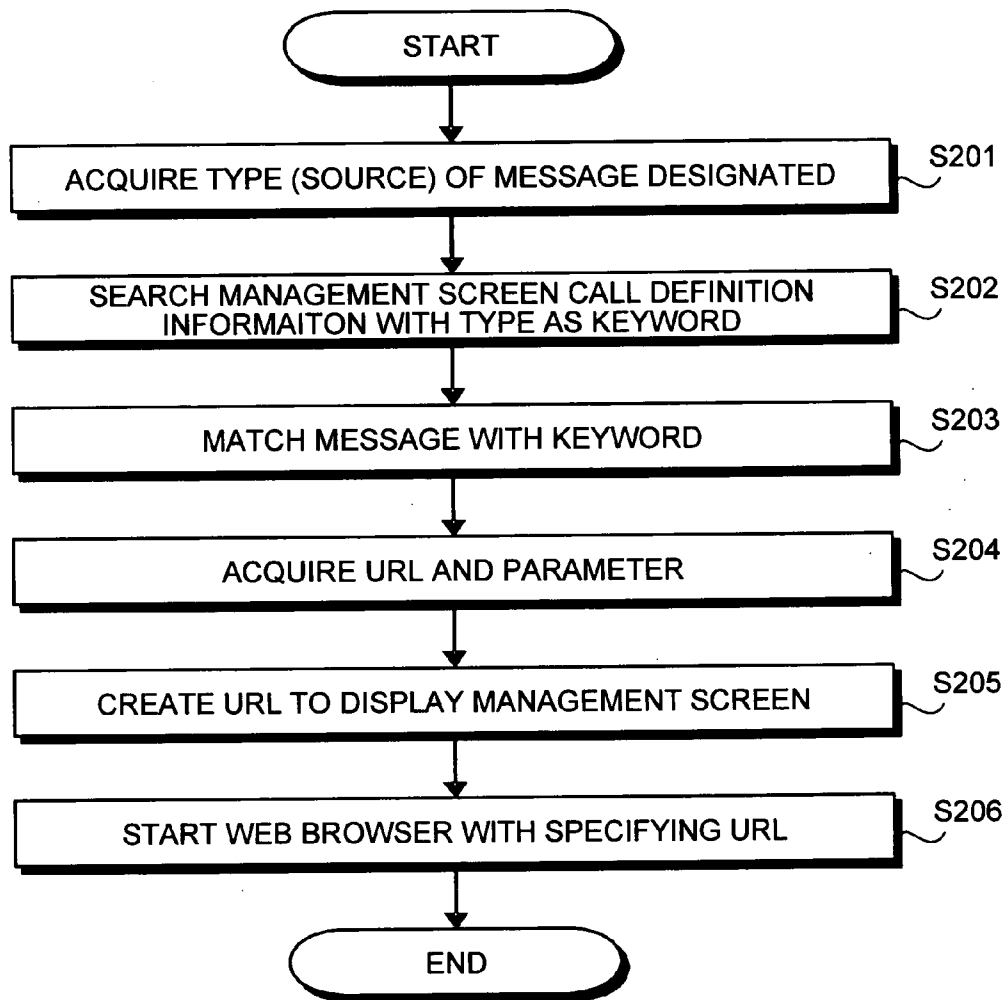 START
ACQUIRE TYPE (SOURCE) OF MESSAGE DESIGNATED
S201
SEARCH MANAGEMENT SCREEN CALL DEFINITION
INFORMAITON WITH TYPE AS KEYWORD
S202
MATCH MESSAGE WITH KEYWORD
S203
ACQUIRE URL AND PARAMETER
S204
CREATE URL TO DISPLAY MANAGEMENT SCREEN
S205
START WEB BROWSER WITH SPECIFYING URL
S206
END